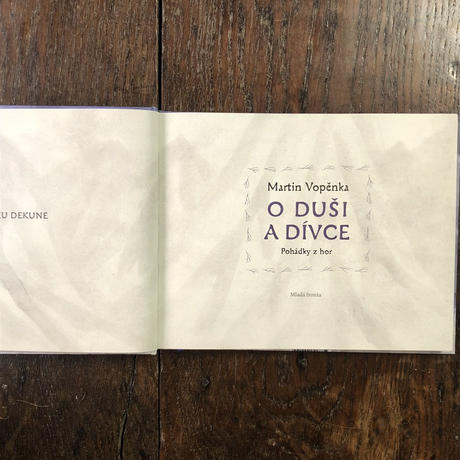 DEKUNE
Martin Vopěnka
O DUŠI
A DÍVCE
Pohádky z hor
Mladá fronta